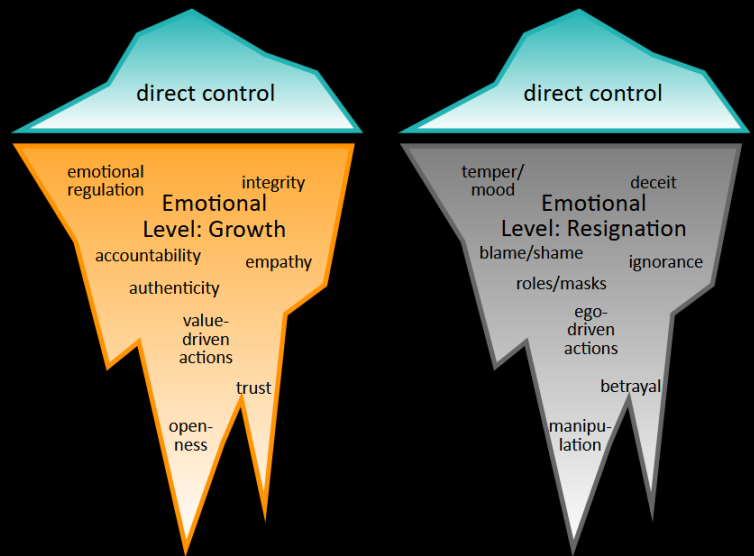 direct control
emotional
regulation
integrity
Emotional
Level: Growth
accountability
empathy
authenticity
value-
driven
actions
trust
open-
ness
direct control
temper/
mood
deceit
Emotional
Level: Resignation
blame/shame
ignorance
roles/masks
ego-
driven
actions
betrayal
manipu-
lation